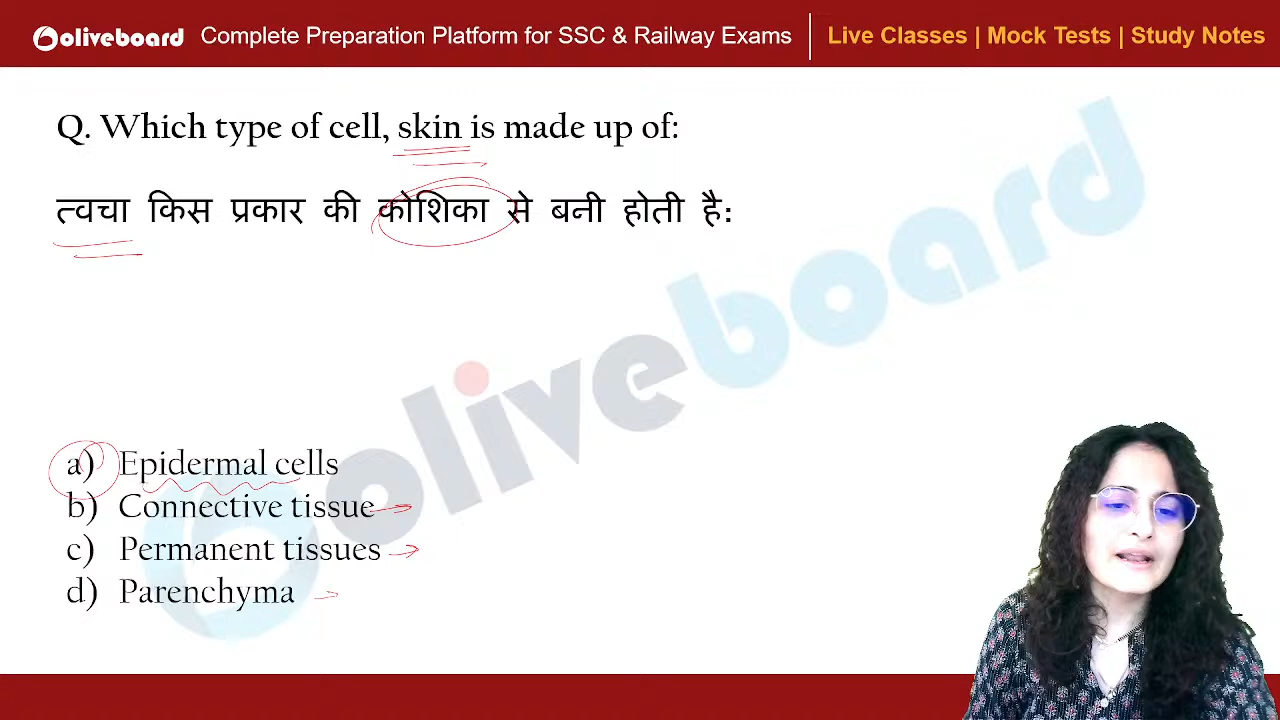 oliveboard Complete Preparation Platform for SSC & Railway Exams Live Classes | Mock Tests | Study Notes
Q. Which type of cell, skin is made up of:
त्वचा किस प्रकार की कोशिका से बनी होती है:
a) Epidermal cells
b) Connective tissue
c) Permanent tissues
d) Parenchyma
oliveboard